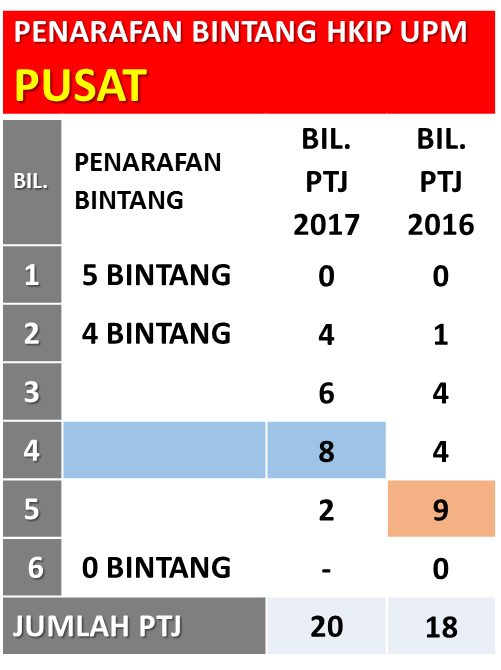 PENARAFAN BINTANG HKIP UPM
PUSAT
BIL. PENARAFAN BINTANG BIL. PTJ 2017 BIL. PTJ 2016
1 5 BINTANG 0 0
2 4 BINTANG 4 1
3 6 4
4 8 4
5 2 9
6 0 BINTANG - 0
JUMLAH PTJ 20 18